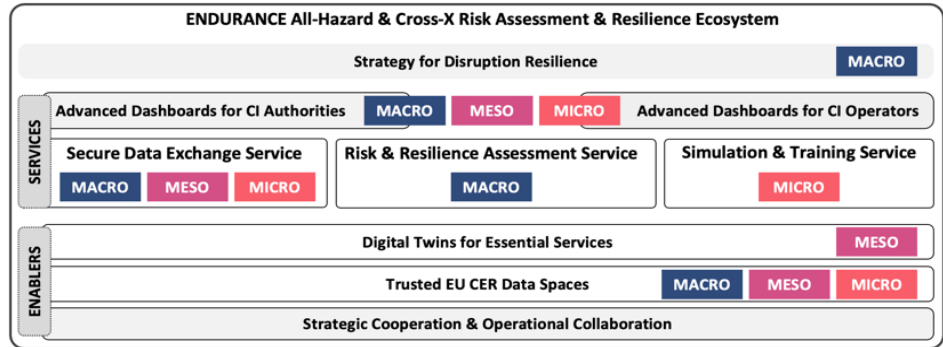 ENDURANCE All-Hazard & Cross-X Risk Assessment & Resilience Ecosystem
Strategy for Disruption Resilience MACRO
SERVICES
Advanced Dashboards for CI Authorities MACRO MESO MICRO Advanced Dashboards for CI Operators
Secure Data Exchange Service
MACRO MESO MICRO
Risk & Resilience Assessment Service
MACRO
Simulation & Training Service
MICRO
ENABLERS
Digital Twins for Essential Services MESO
Trusted EU CER Data Spaces MACRO MESO MICRO
Strategic Cooperation & Operational Collaboration